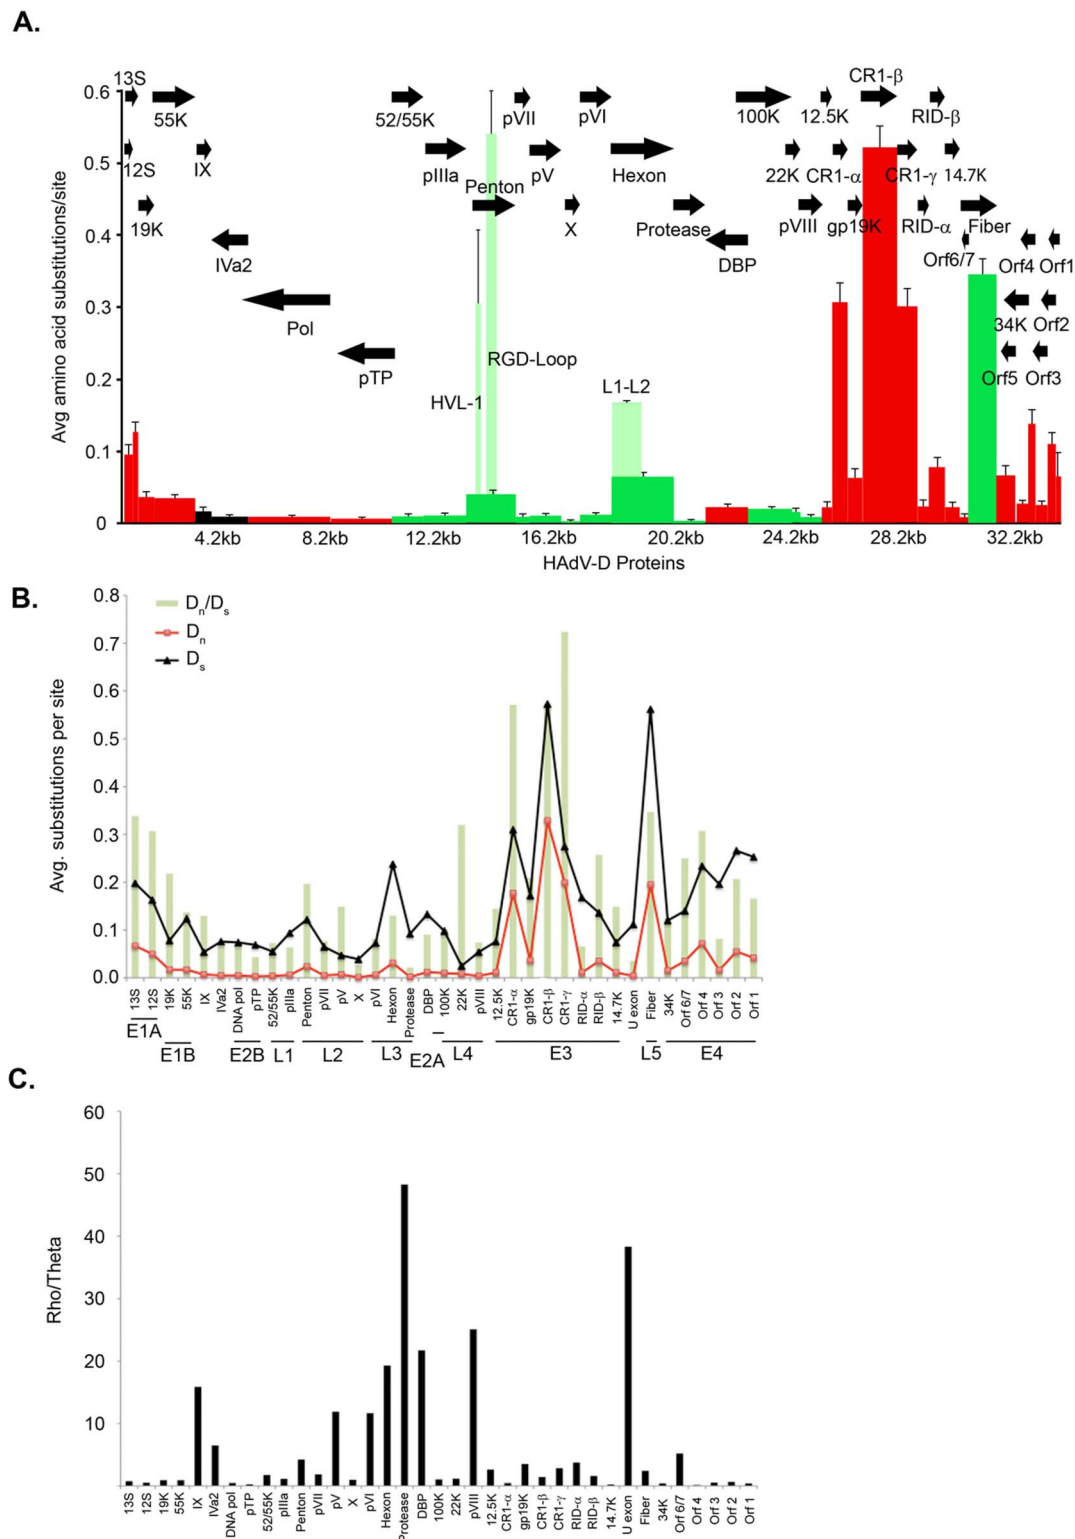 A.
Avg amino acid substitutions/site
0.6
0.5
0.4
0.3
0.2
0.1
0
13S
55K
12S
IX
19K
IVa2
Pol
pTP
52/55K
pVII
pVI
pIIIa
Penton
pV
Hexon
X
Protease
DBP
HVL-1
RGD-Loop
L1-L2
100K
12.5K
CR1-β
RID-β
22K
CR1-α
CR1-γ
14.7K
pVIII
gp19K
RID-α
Fiber
Orf6/7
Orf4
Orf1
34K
Orf2
Orf5
Orf3
4.2kb
8.2kb
12.2kb
16.2kb
20.2kb
24.2kb
28.2kb
32.2kb
HAdV-D Proteins
B.
Avg. substitutions per site
0.8
0.7
0.6
0.5
0.4
0.3
0.2
0.1
0.0
Dn/Ds
Dn
Ds
13S
12S
19K
55K
IX
IVa2
DNA pol
pTP
52/55K
pIIIa
Penton
pVII
pV
X
pVI
Hexon
Protease
DBP
100K
22K
pVIII
12.5K
CR1-α
gp19K
CR1-β
CR1-γ
RID-α
RID-β
14.7K
U exon
Fiber
34K
Orf 6/7
Orf 4
Orf 3
Orf 2
Orf 1
E1A
E1B
E2B
L1
L2
L3
E2A
L4
E3
L5
E4
C.
Rho/Theta
60
50
40
30
20
10
13S
12S
19K
55K
IX
IVa2
DNA pol
pTP
52/55K
pIIIa
Penton
pVII
pV
X
pVI
Hexon
Protease
DBP
100K
22K
pVIII
12.5K
CR1-α
gp19K
CR1-β
CR1-γ
RID-α
RID-β
14.7K
U exon
Fiber
34K
Orf 6/7
Orf 4
Orf 3
Orf 2
Orf 1